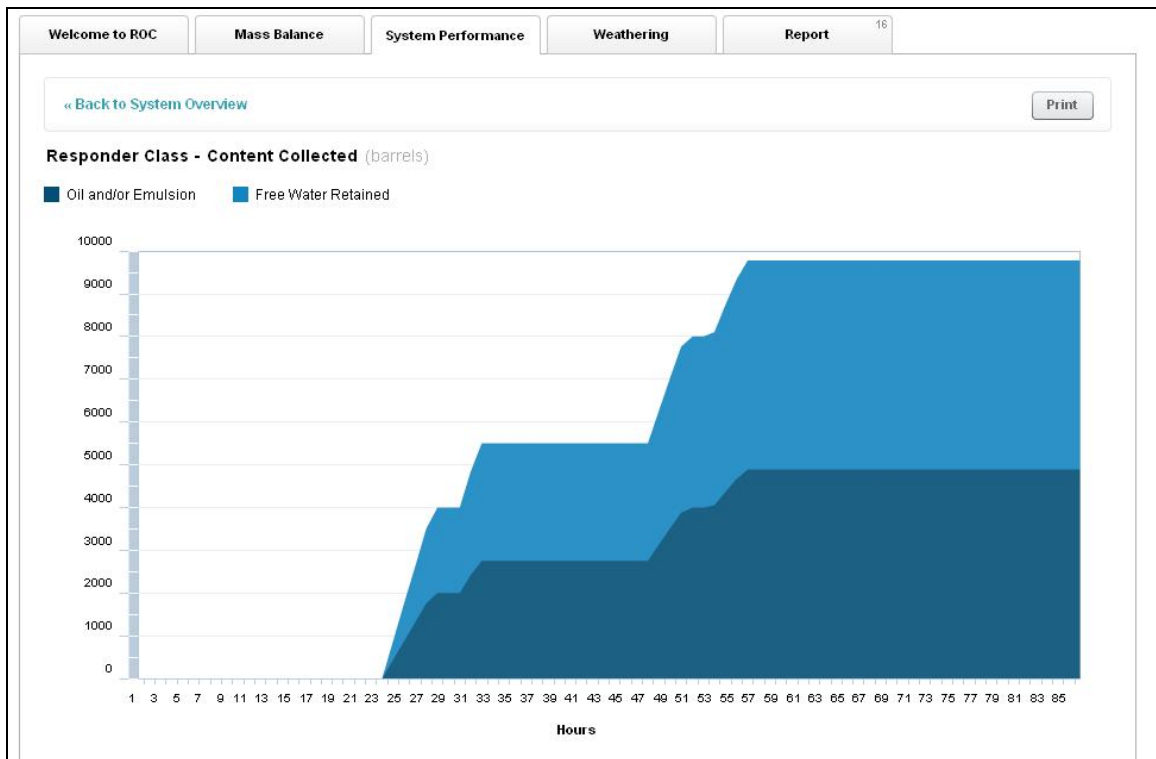 Welcome to ROC Mass Balance System Performance Weathering Report 16
« Back to System Overview Print
Responder Class - Content Collected (barrels)
Oil and/or Emulsion Free Water Retained
10000
9000
8000
7000
6000
5000
4000
3000
2000
1000
0
1 3 5 7 9 11 13 15 17 19 21 23 25 27 29 31 33 35 37 39 41 43 45 47 49 51 53 55 57 59 61 63 65 67 69 71 73 75 77 79 81 83 85
Hours